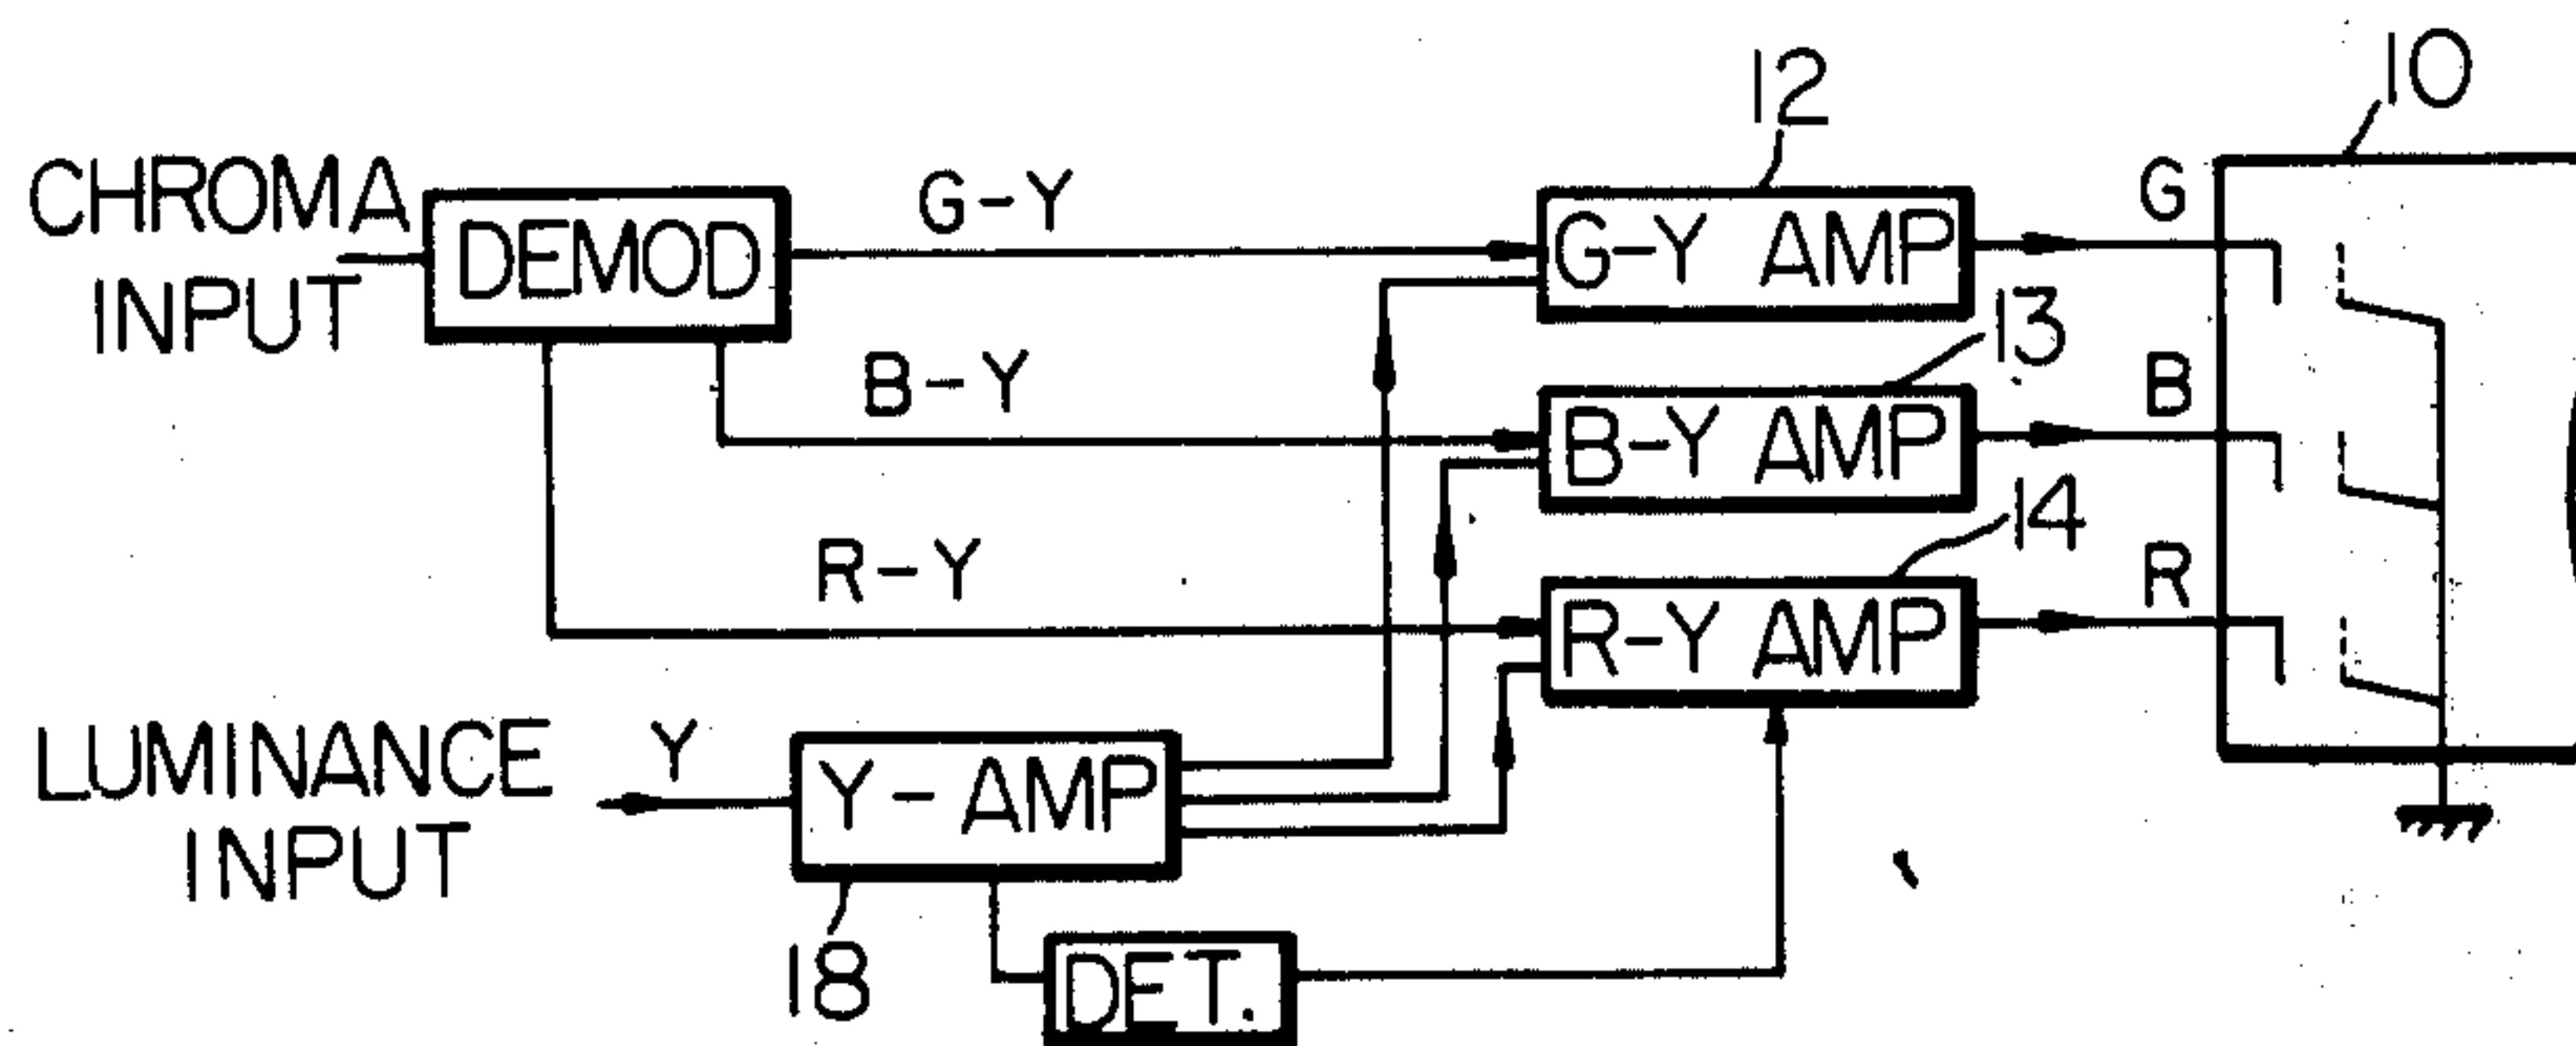 10
12
CHROMA
INPUT
DEMOD
G-Y
G-Y AMP
G
13
B-Y
B-Y AMP
B
14
R-Y
R-Y AMP
R
LUMINANCE
INPUT
Y
Y- AMP
18
DET.